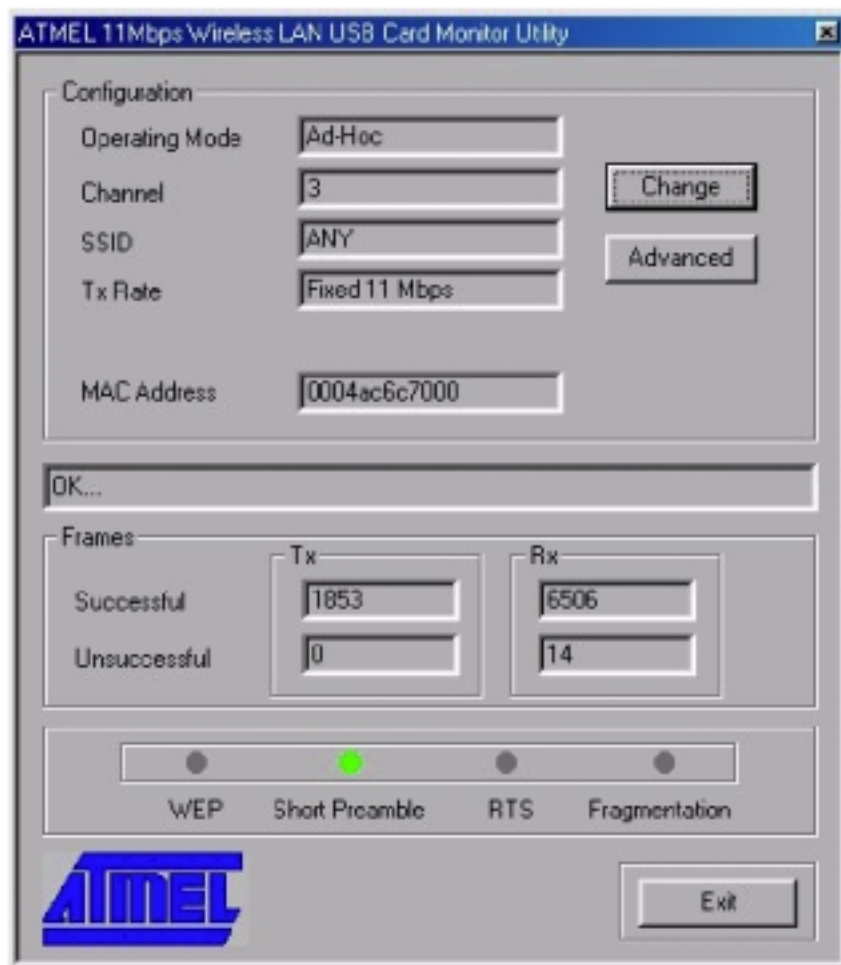 ATMEL 11Mbps Wireless LAN USB Card Monitor Utility
Configuration
Operating Mode Ad-Hoc
Channel 3 Change
SSID ANY Advanced
Tx Rate Fixed 11 Mbps
MAC Address 0004ac6c7000
OK...
Frames Tx Rx
Successful 1853 6506
Unsuccessful 0 14
WEP Short Preamble RTS Fragmentation
ATMEL Exit